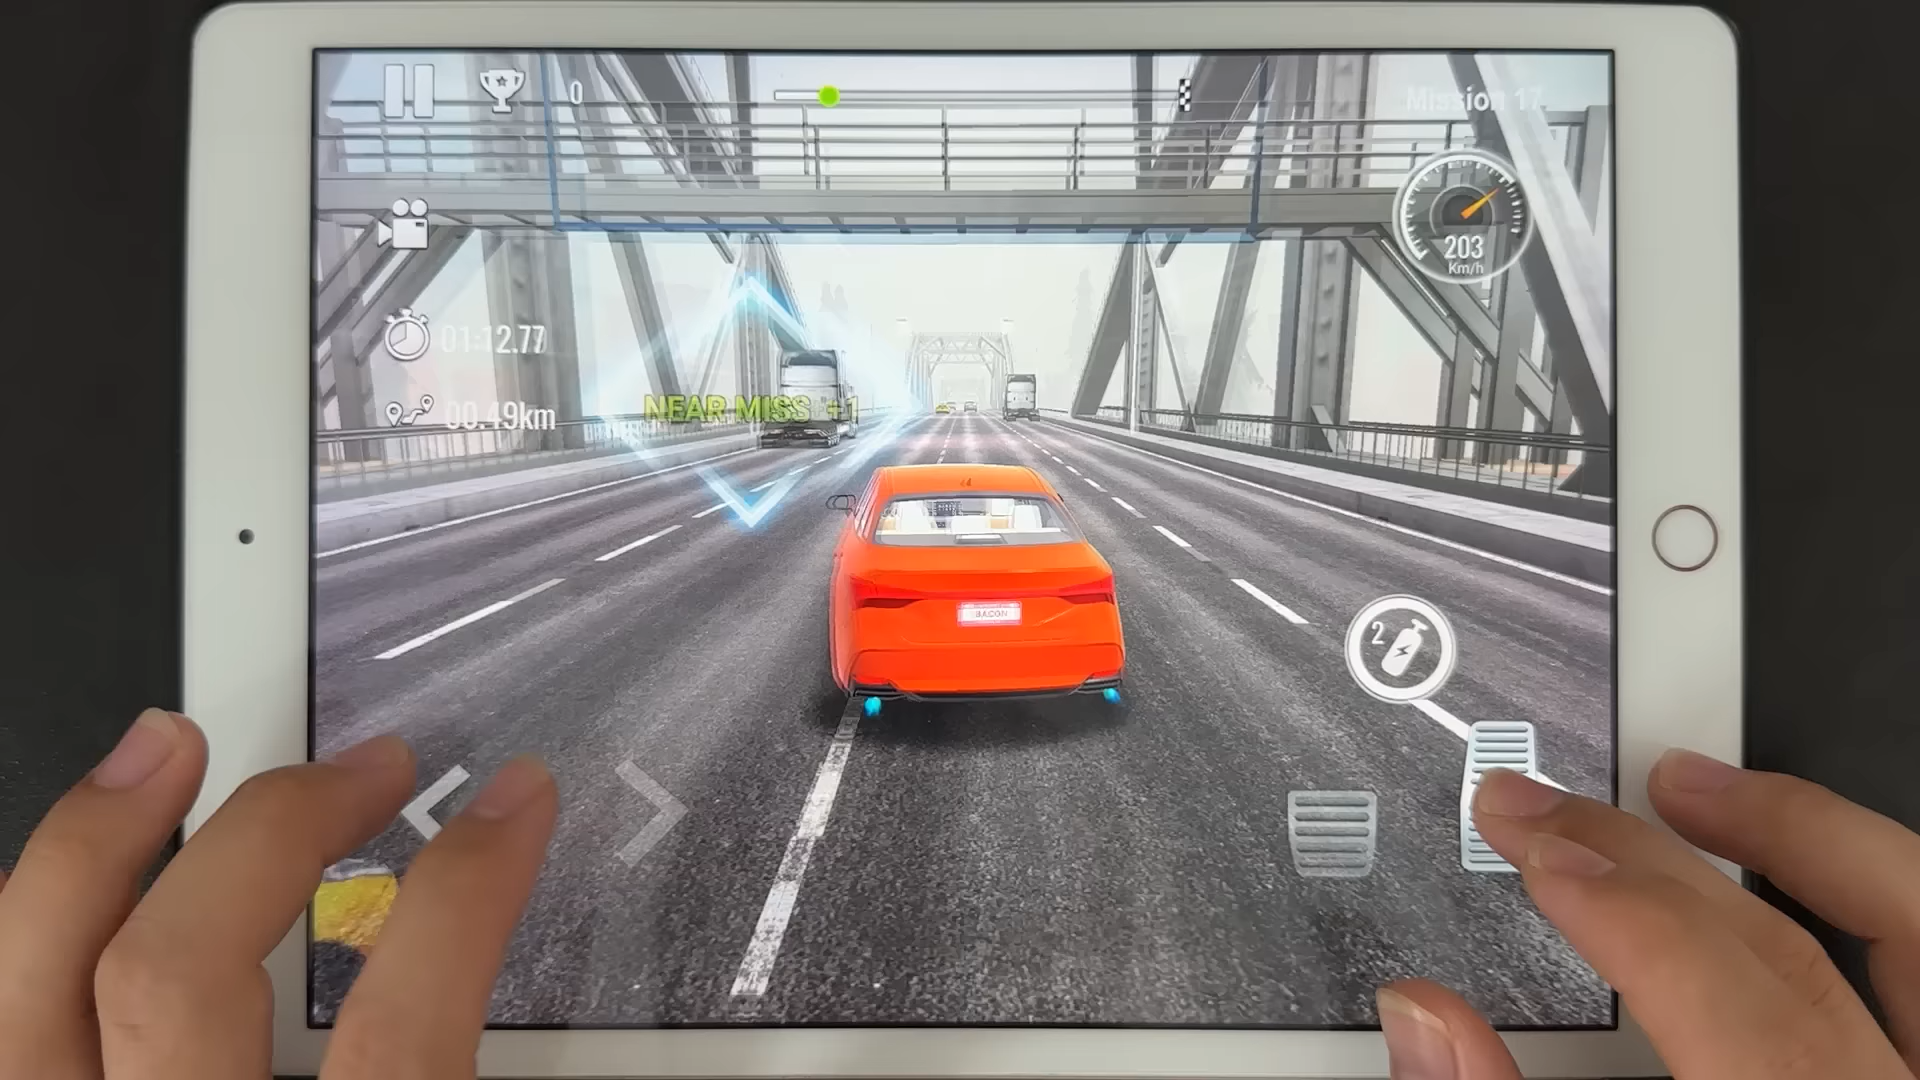 0
Mission 17
203
Km/h
01:12.77
00.49km
NEAR MISS +1
BACON
2